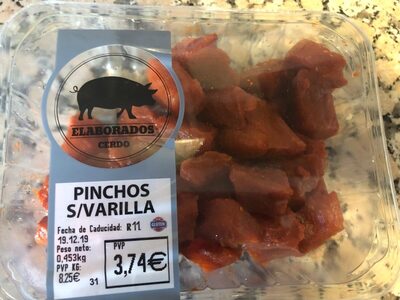 ELABORADOS
CERDO
PINCHOS
S/VARILLA
Fecha de Caducidad: R11
19.12.19
Peso neto:
0,453kg
PVP KG:
8.25€
31
PVP
3,74€